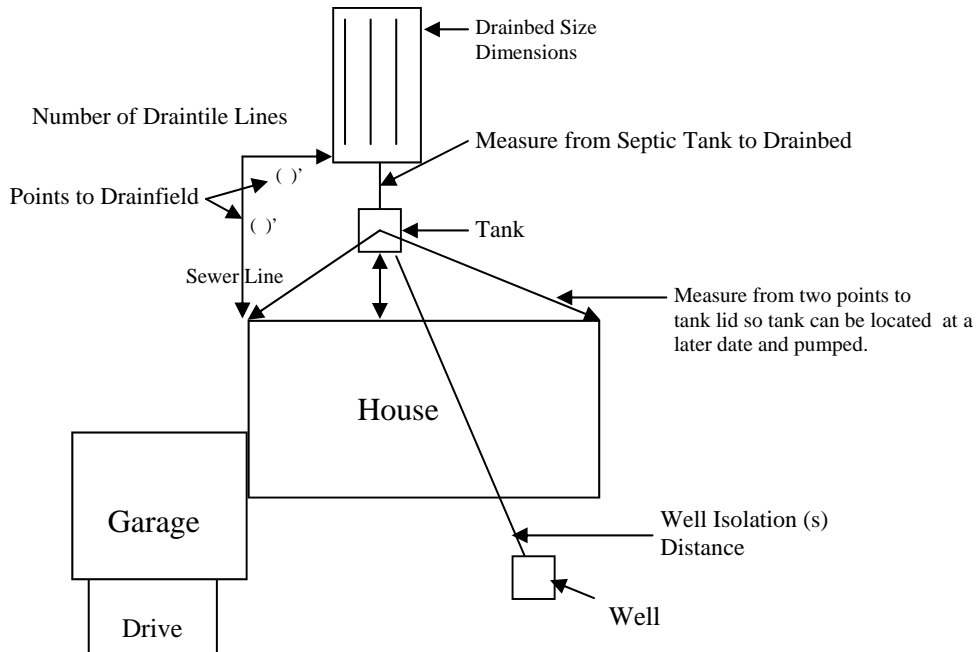 Drainbed Size
Dimensions
Number of Draintile Lines
Measure from Septic Tank to Drainbed
( )’
Points to Drainfield
( )’
Tank
Sewer Line
Measure from two points to
tank lid so tank can be located at a
later date and pumped.
House
Garage
Well Isolation (s)
Distance
Well
Drive